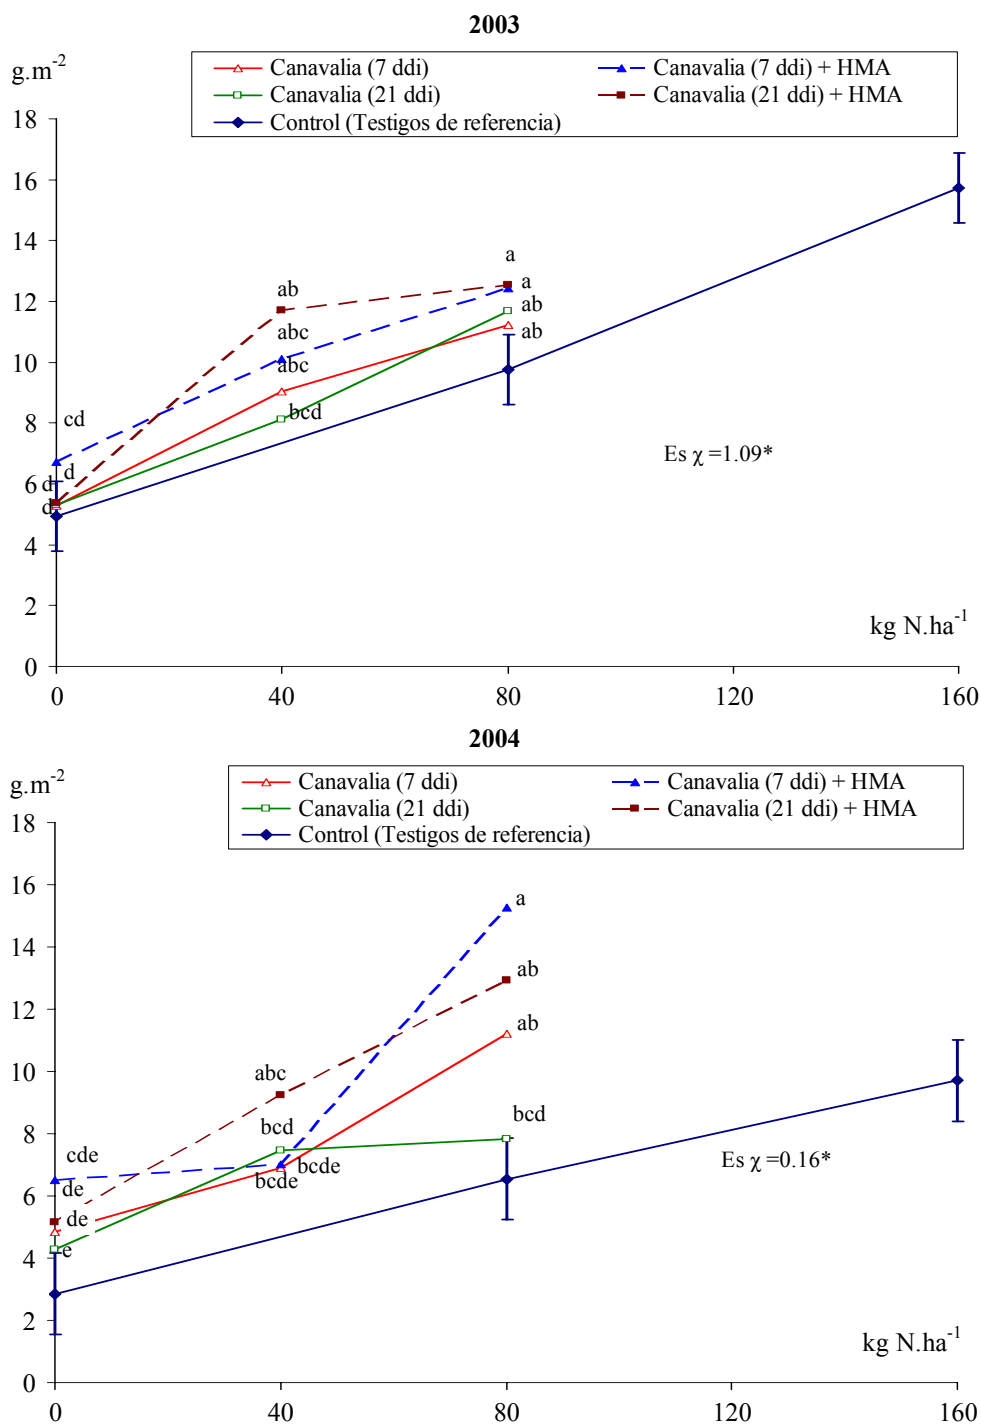 2003
g.m-2
Canavalia (7 ddi) Canavalia (7 ddi) + HMA
Canavalia (21 ddi) Canavalia (21 ddi) + HMA
Control (Testigos de referencia)
18
16
14
a
12
ab
a
ab
abc
ab
10
abc
8
bcd
cd
Es χ =1.09*
6
d
d
d
4
2
kg N.ha-1
0
0 40 80 120 160
2004
g.m-2
Canavalia (7 ddi) Canavalia (7 ddi) + HMA
Canavalia (21 ddi) Canavalia (21 ddi) + HMA
Control (Testigos de referencia)
18
16
a
14
12
ab
ab
10
abc
8
bcd
bcd
cde
bcde
Es χ =0.16*
6
de
bcde
de
4
e
2
kg N.ha-1
0
0 40 80 120 160